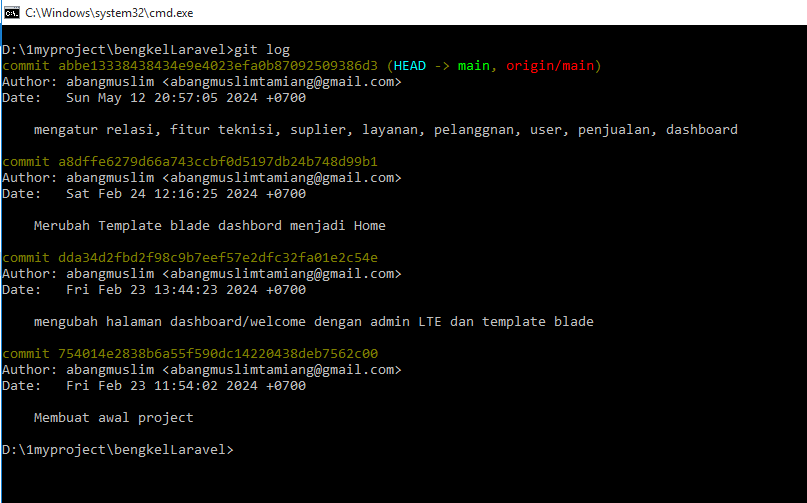 C:\Windows\system32\cmd.exe
D:\1myproject\bengkelLaravel>git log
commit abbe13338438434e9e4023efa0b87092509386d3 (HEAD -> main, origin/main)
Author: abangmuslim <abangmuslimtamiang@gmail.com>
Date:   Sun May 12 20:57:05 2024 +0700
    mengatur relasi, fitur teknisi, suplier, layanan, pelanggnan, user, penjualan, dashboard
commit a8dffe6279d66a743ccbf0d5197db24b748d99b1
Author: abangmuslim <abangmuslimtamiang@gmail.com>
Date:   Sat Feb 24 12:16:25 2024 +0700
    Merubah Template blade dashbord menjadi Home
commit dda34d2fbd2f98c9b7eef57e2dfc32fa01e2c54e
Author: abangmuslim <abangmuslimtamiang@gmail.com>
Date:   Fri Feb 23 13:44:23 2024 +0700
    mengubah halaman dashboard/welcome dengan admin LTE dan template blade
commit 754014e2838b6a55f590dc14220438deb7562c00
Author: abangmuslim <abangmuslimtamiang@gmail.com>
Date:   Fri Feb 23 11:54:02 2024 +0700
    Membuat awal project
D:\1myproject\bengkelLaravel>